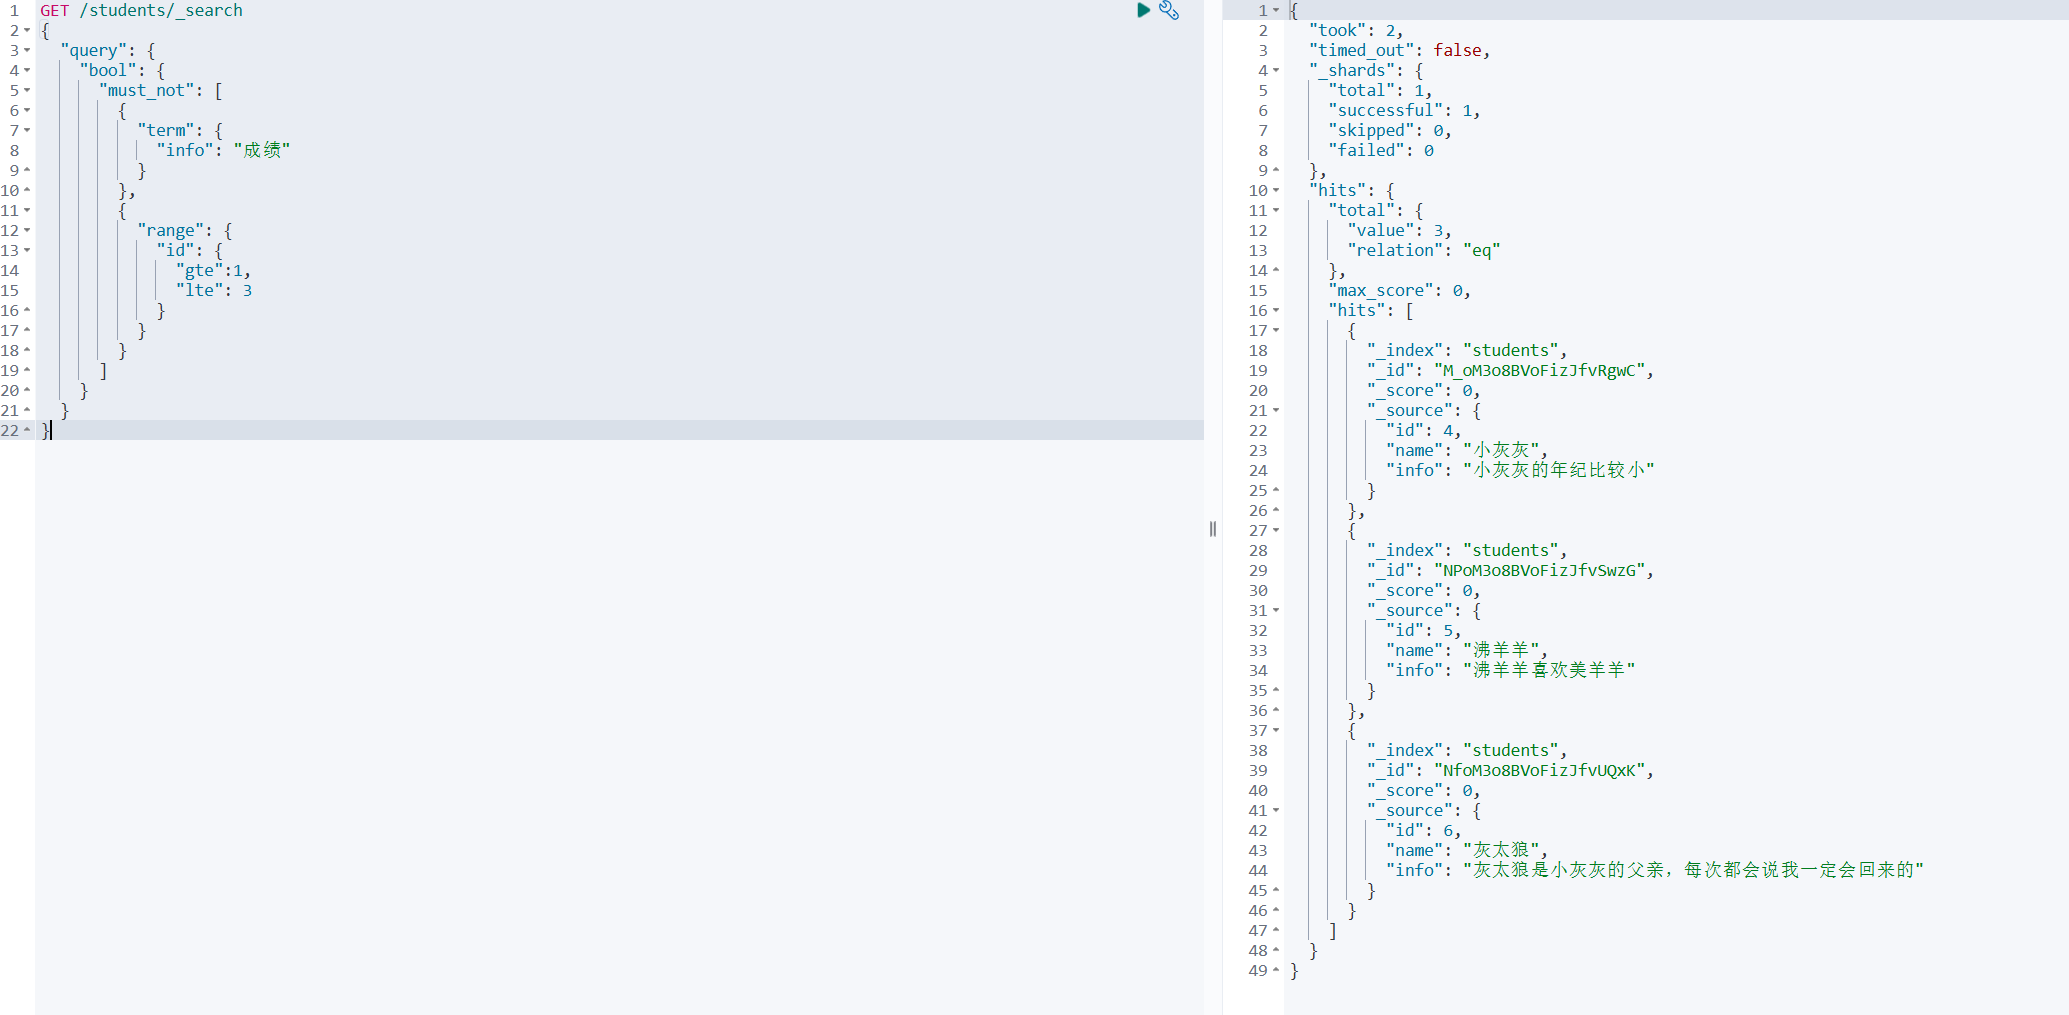 1 GET /students/_search
2 {
3 "query": {
4 "bool": {
5 "must_not": [
6 {
7 "term": {
8 "info": "成绩"
9 }
10 },
11 {
12 "range": {
13 "id": {
14 "gte":1,
15 "lte": 3
16 }
17 }
18 }
19 ]
20 }
21 }
22 }
1 {
2 "took": 2,
3 "timed_out": false,
4 "_shards": {
5 "total": 1,
6 "successful": 1,
7 "skipped": 0,
8 "failed": 0
9 },
10 "hits": {
11 "total": {
12 "value": 3,
13 "relation": "eq"
14 },
15 "max_score": 0,
16 "hits": [
17 {
18 "_index": "students",
19 "_id": "M_oM3o8BVoFizJfvRgwC",
20 "_score": 0,
21 "_source": {
22 "id": 4,
23 "name": "小灰灰",
24 "info": "小灰灰的年纪比较小"
25 }
26 },
27 {
28 "_index": "students",
29 "_id": "NPoM3o8BVoFizJfvSwzG",
30 "_score": 0,
31 "_source": {
32 "id": 5,
33 "name": "沸羊羊",
34 "info": "沸羊羊喜欢美羊羊"
35 }
36 },
37 {
38 "_index": "students",
39 "_id": "NfoM3o8BVoFizJfvUQxK",
40 "_score": 0,
41 "_source": {
42 "id": 6,
43 "name": "灰太狼",
44 "info": "灰太狼是小灰灰的父亲，每次都会说我一定会回来的"
45 }
46 }
47 ]
48 }
49 }